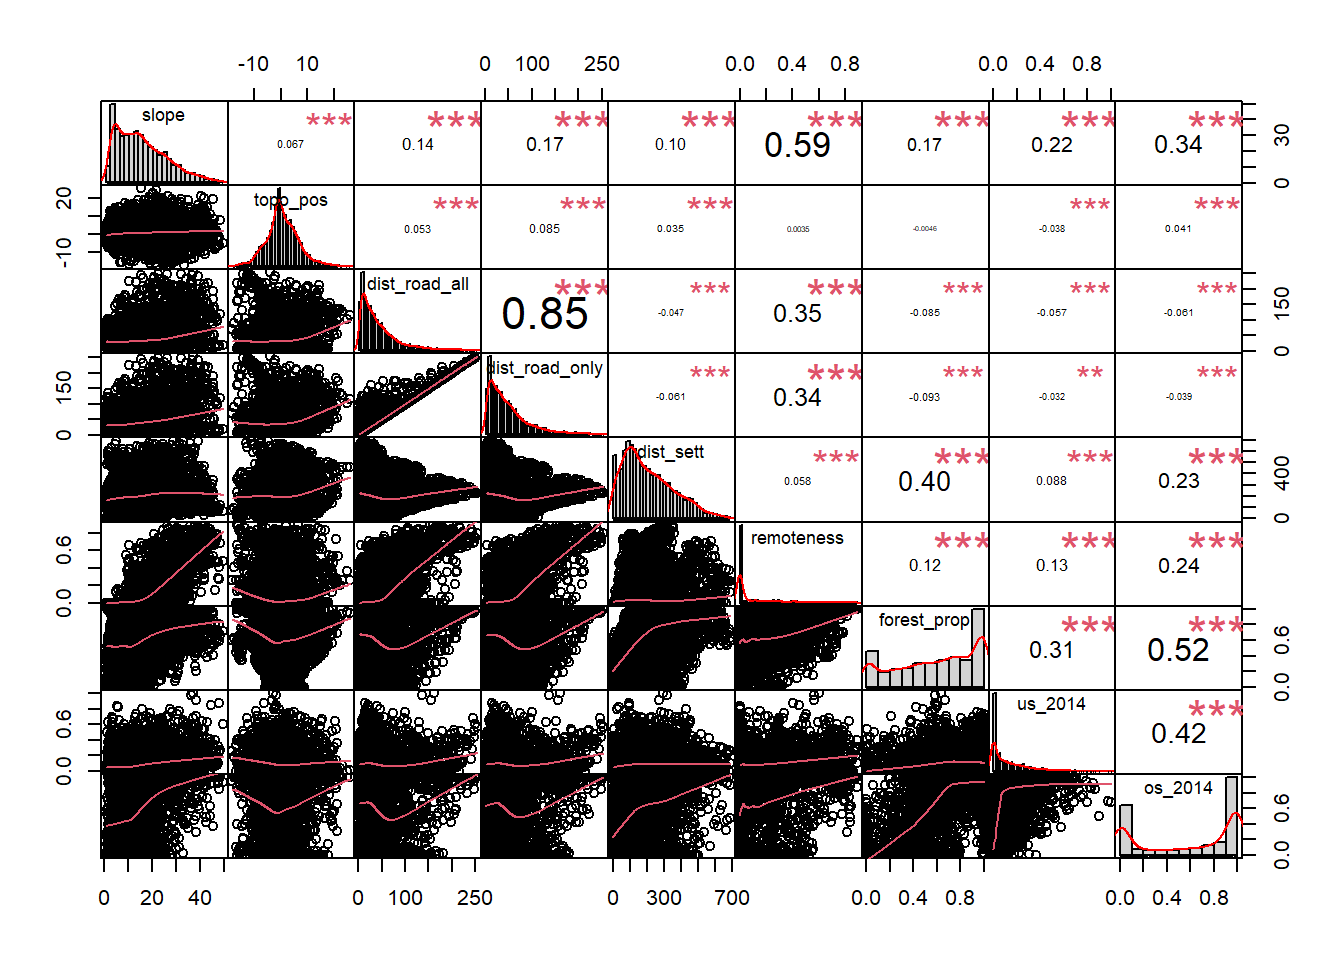 -10 10 0 100 250 0.0 0.4 0.8 0.0 0.4 0.8
slope *** 0.067 *** 0.14 *** 0.17 *** 0.10 *** 0.59 *** 0.17 *** 0.22 *** 0.34 *** 0 30
-10 20 topo_pos 0.053 *** 0.085 *** 0.035 *** 0.0035 -0.0046 -0.038 *** 0.041 ***
dist_road_all 0.85 *** -0.047 *** 0.35 *** -0.085 *** -0.057 *** -0.061 *** 0 150
0 150 dist_road_only -0.061 *** 0.34 *** -0.093 *** -0.032 ** -0.039 ***
dist_sett 0.058 *** 0.40 *** 0.088 *** 0.23 *** 0 400
0.0 0.6 remoteness 0.12 *** 0.13 *** 0.24 ***
forest_prop 0.31 *** 0.52 *** 0.0 0.6
0.0 0.6 us_2014 0.42 ***
os_2014 0.0 0.6
0 20 40 0 100 250 0 300 700 0.0 0.4 0.8 0.0 0.4 0.8